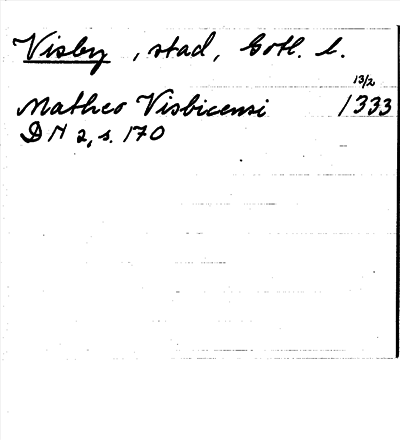 Visby, stad, Gotl. l.
13/2
Matheo Visbicensi 1333
DN 2, s. 170